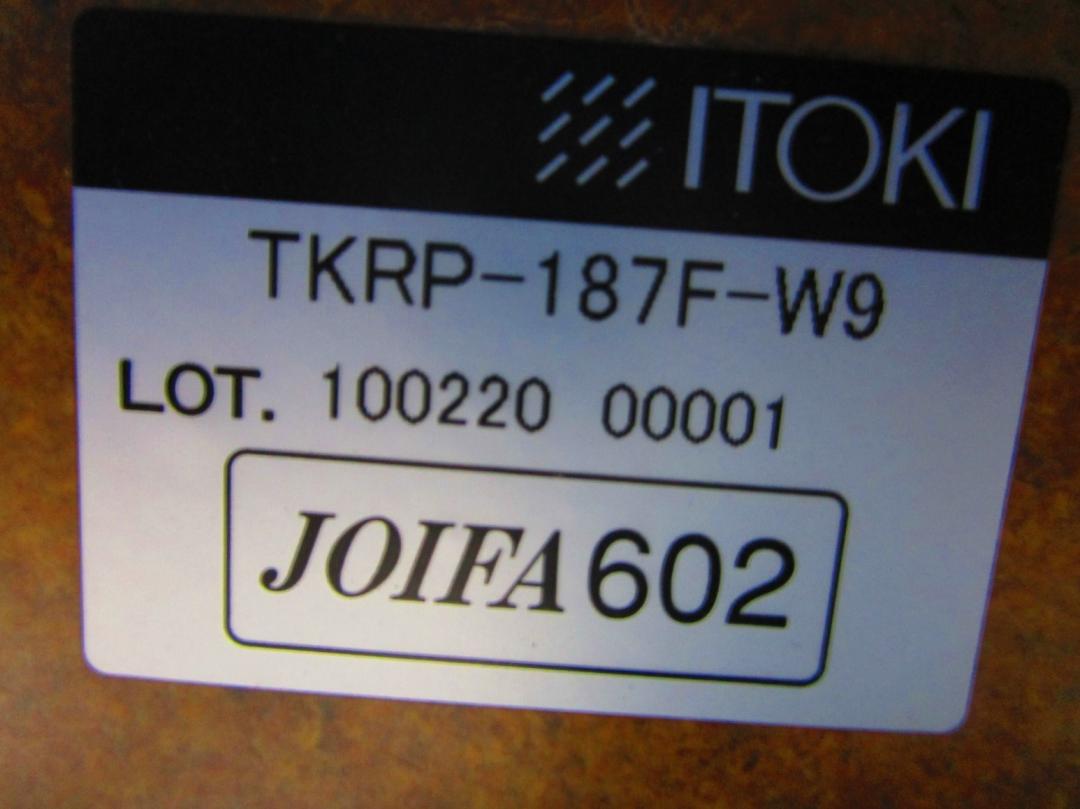 ITOKI
TKRP-187F-W9
LOT. 100220 00001
JOIFA 602